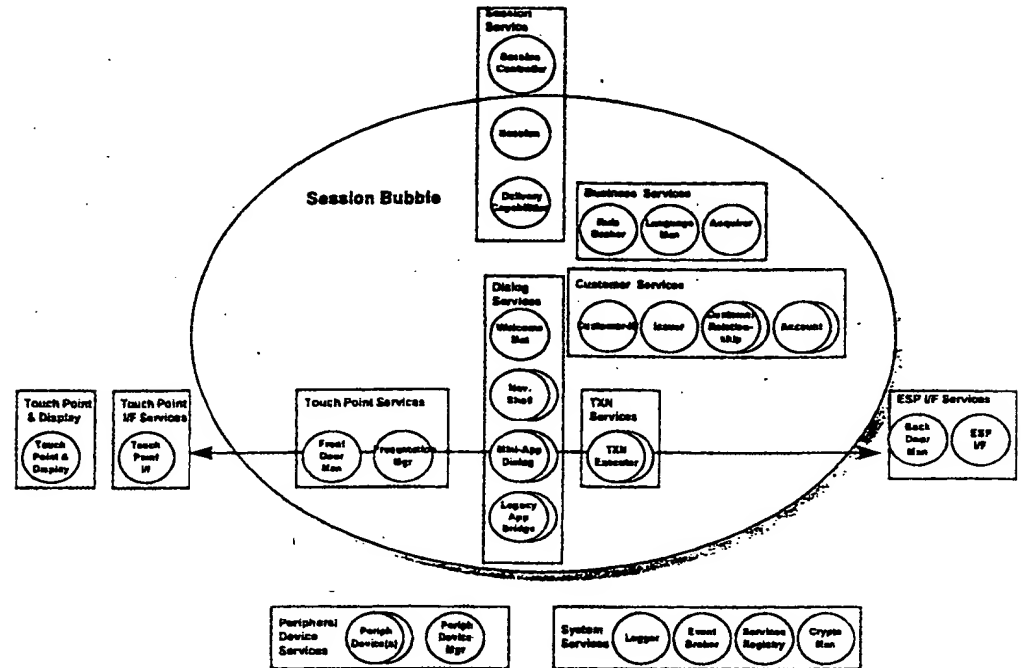 Session
Service
Session
Controller
Session
Delivery
Capabilities
Session Bubble
Business Services
Rule
Broker
Language
Man
Acquirer
Customer Services
Customer-ID
Issuer
Customer
Relation-
ship
Account
Dialog
Services
Welcome
Mat
Nav.
Shell
Mini-App
Dialog
Legacy
App
Bridge
Touch Point
& Display
Touch
Point &
Display
Touch Point
I/F Services
Touch
Point
I/F
Touch Point Services
Front
Door
Man
Presentation
Mgr
TXN
Services
TXN
Executor
ESP I/F Services
Back
Door
Man
ESP
I/F
Peripheral
Device
Services
Periph
Device(s)
Periph
Device
Mgr
System
Services
Logger
Event
Broker
Services
Registry
Crypto
Man